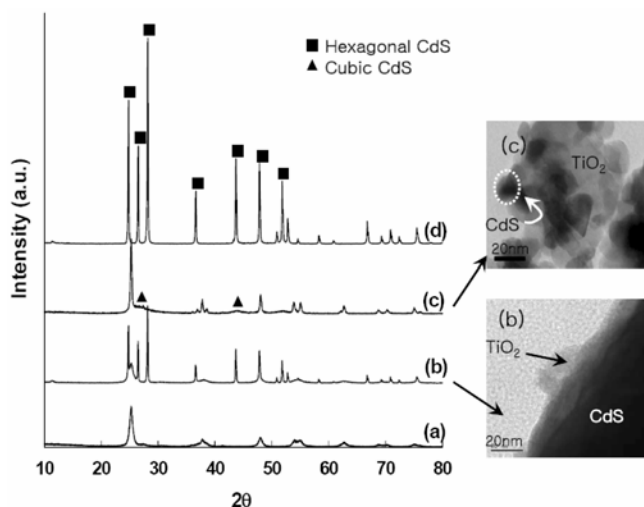 Intensity (a.u.)
■ Hexagonal CdS
▲ Cubic CdS
(d)
(c)
(b)
(a)
10 20 30 40 50 60 70 80
2θ
(c)
TiO₂
CdS
20nm
(b)
TiO₂
CdS
20nm